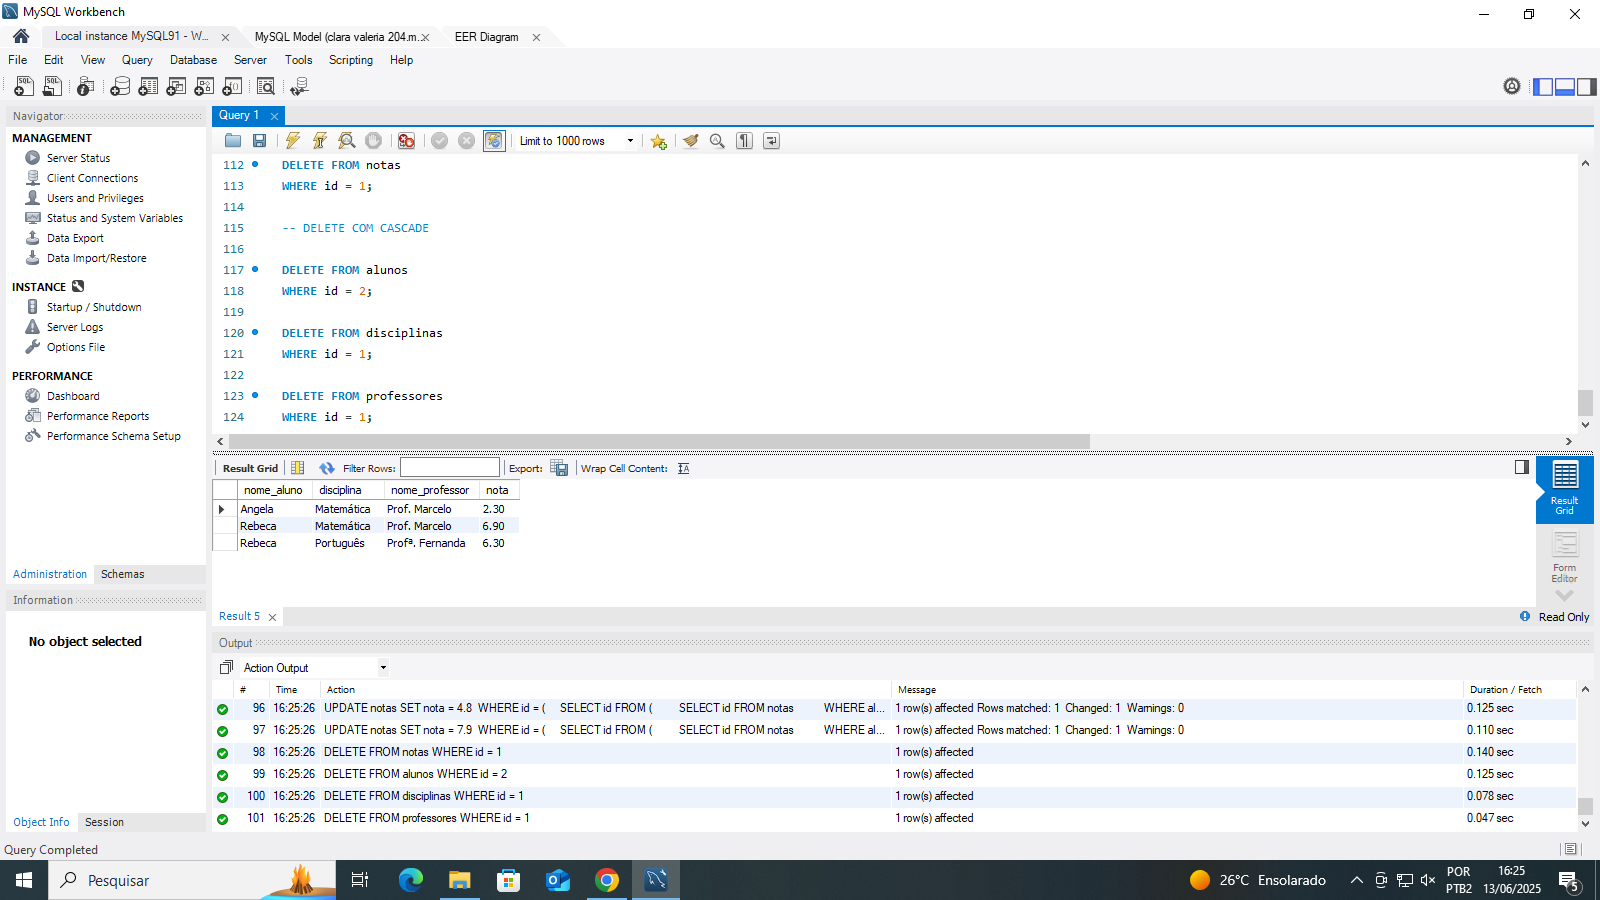 MySQL Workbench
Local instance MySQL91 - W...
MySQL Model (clara valeria 204.m...
EER Diagram
File Edit View Query Database Server Tools Scripting Help
Navigator
MANAGEMENT
Server Status
Client Connections
Users and Privileges
Status and System Variables
Data Export
Data Import/Restore
INSTANCE
Startup / Shutdown
Server Logs
Options File
PERFORMANCE
Dashboard
Performance Reports
Performance Schema Setup
Administration Schemas
Information
No object selected
Object Info Session
Query 1
Limit to 1000 rows
112 DELETE FROM notas
113 WHERE id = 1;
114
115 -- DELETE COM CASCADE
116
117 DELETE FROM alunos
118 WHERE id = 2;
119
120 DELETE FROM disciplinas
121 WHERE id = 1;
122
123 DELETE FROM professores
124 WHERE id = 1;
Result Grid Filter Rows: Export: Wrap Cell Content:
nome_aluno disciplina nome_professor nota
Angela Matemática Prof. Marcelo 2.30
Rebeca Matemática Prof. Marcelo 6.90
Rebeca Português Profª. Fernanda 6.30
Result Grid
Form Editor
Result 5
Read Only
Output
Action Output
# Time Action Message Duration / Fetch
96 16:25:26 UPDATE notas SET nota = 4.8 WHERE id = ( SELECT id FROM ( SELECT id FROM notas WHERE al... 1 row(s) affected Rows matched: 1 Changed: 1 Warnings: 0 0.125 sec
97 16:25:26 UPDATE notas SET nota = 7.9 WHERE id = ( SELECT id FROM ( SELECT id FROM notas WHERE al... 1 row(s) affected Rows matched: 1 Changed: 1 Warnings: 0 0.110 sec
98 16:25:26 DELETE FROM notas WHERE id = 1 1 row(s) affected 0.140 sec
99 16:25:26 DELETE FROM alunos WHERE id = 2 1 row(s) affected 0.125 sec
100 16:25:26 DELETE FROM disciplinas WHERE id = 1 1 row(s) affected 0.078 sec
101 16:25:26 DELETE FROM professores WHERE id = 1 1 row(s) affected 0.047 sec
Query Completed
Pesquisar
26°C Ensolarado
POR
PTB2
16:25
13/06/2025
5